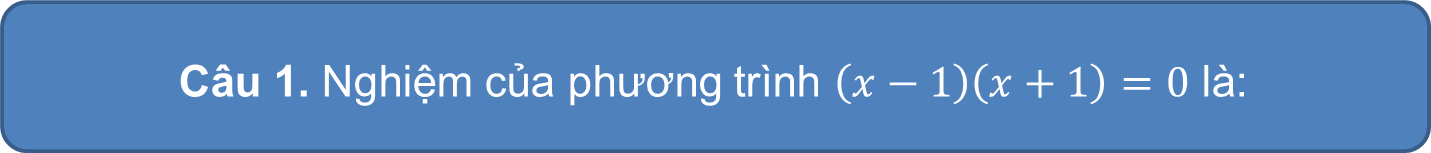 Câu 1. Nghiệm của phương trình (𝑥 − 1)(𝑥 + 1) = 0 là: